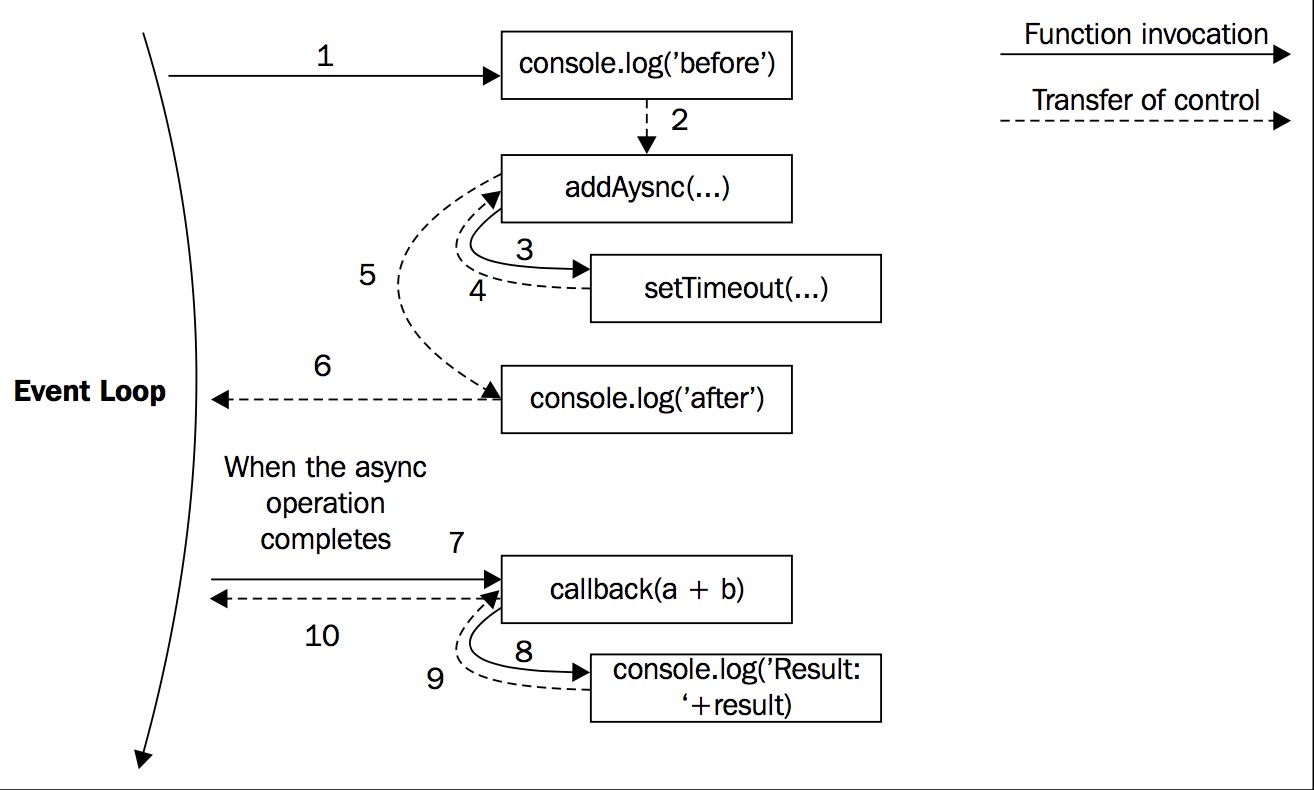 Function invocation
1
console.log(’before’)
Transfer of control
2
addAysnc(...)
3
5
4
setTimeout(...)
6
Event Loop
console.log(’after’)
When the async
operation
completes
7
callback(a + b)
10
8
9
console.log(’Result:
‘+result)